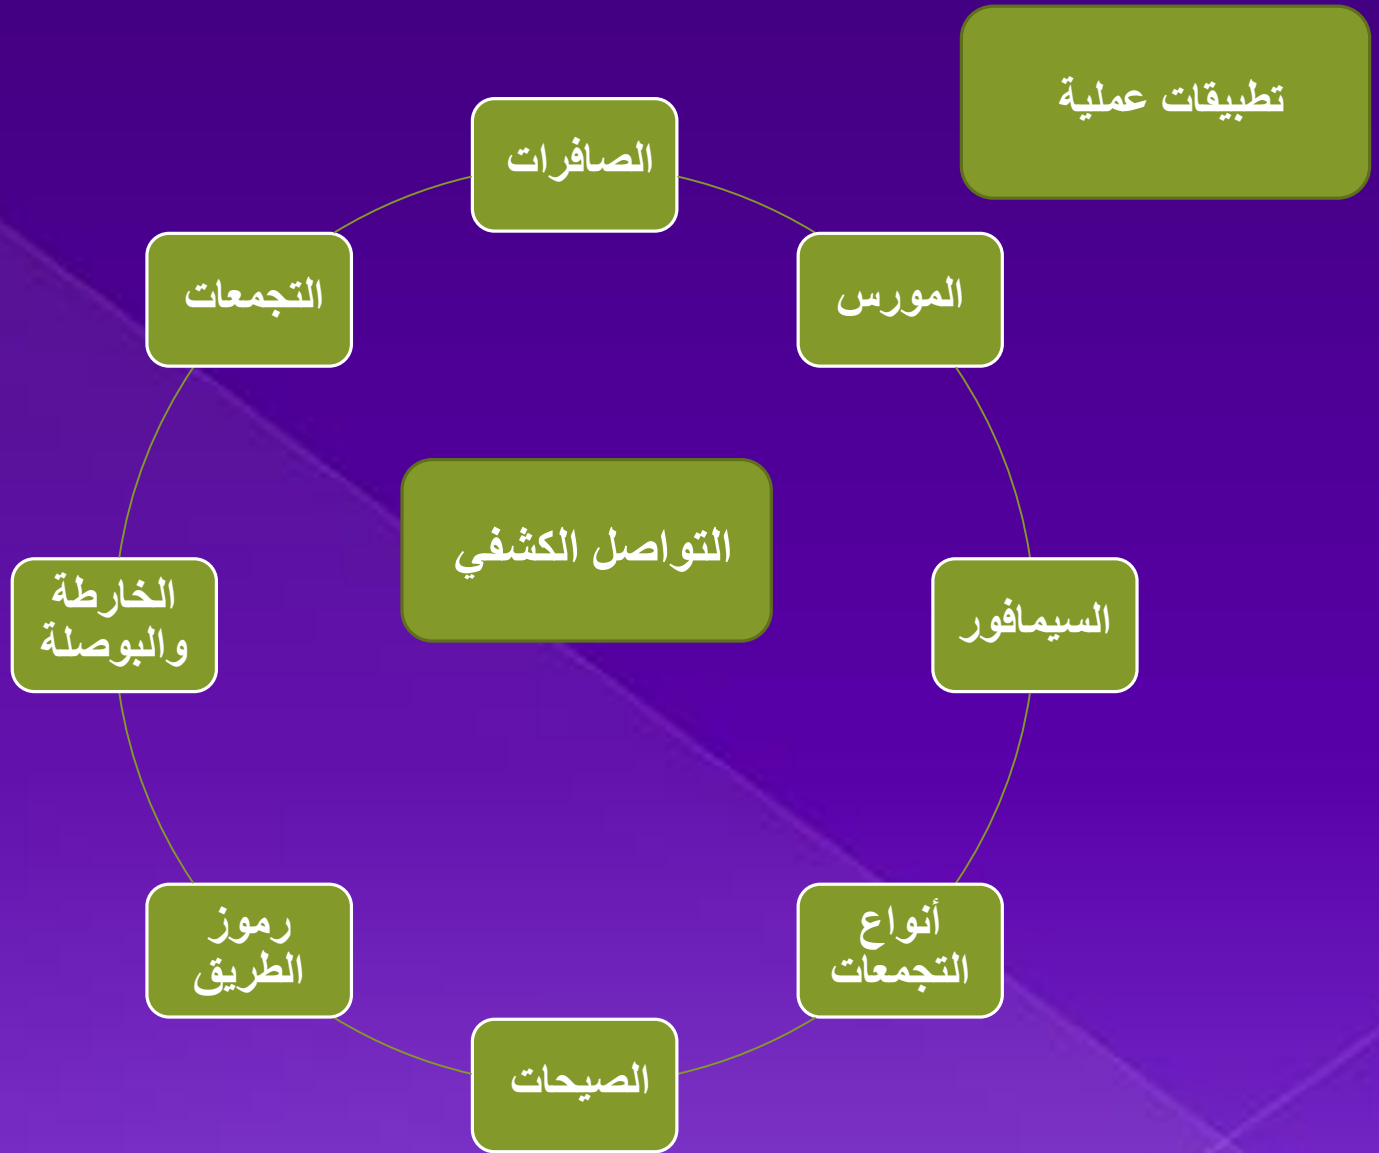 تطبيقات عملية
الصافرات
المورس
السيمافور
أنواع
التجمعات
الصيحات
رموز
الطريق
الخارطة
والبوصلة
التجمعات
التواصل الكشفي